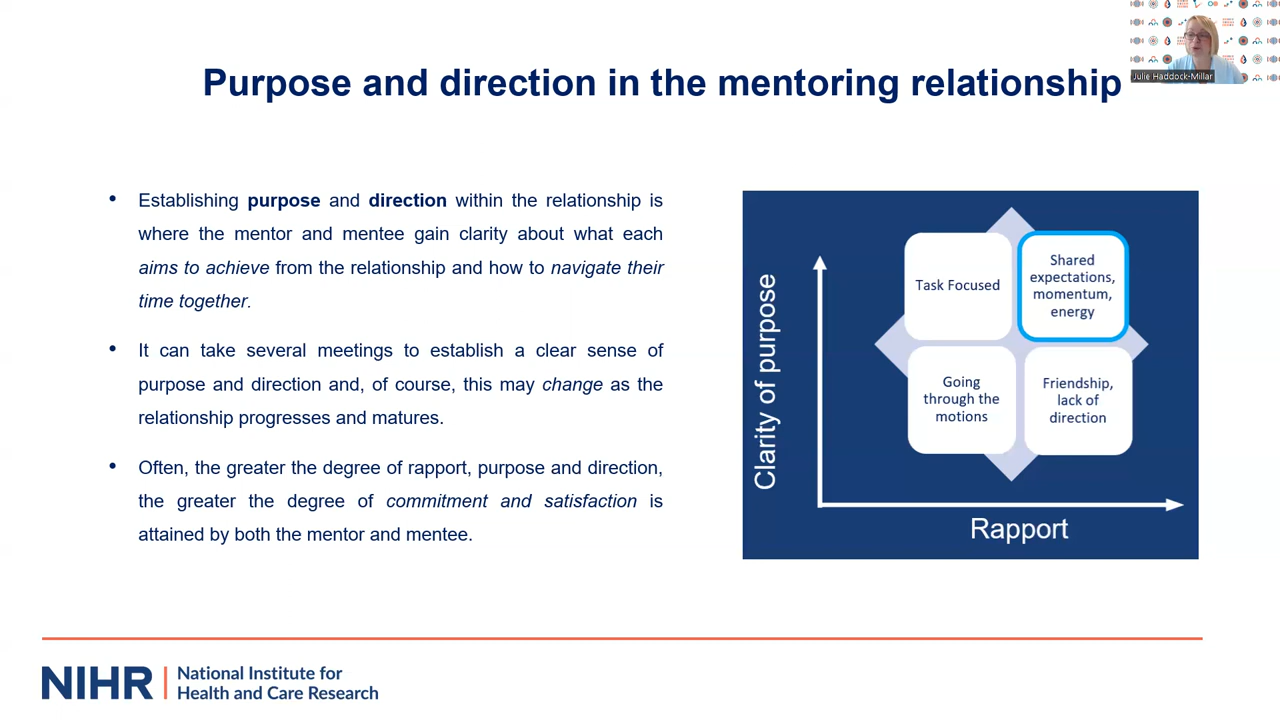 Julie Haddock-Millar
Purpose and direction in the mentoring relationship
• Establishing purpose and direction within the relationship is
where the mentor and mentee gain clarity about what each
aims to achieve from the relationship and how to navigate their
time together.
• It can take several meetings to establish a clear sense of
purpose and direction and, of course, this may change as the
relationship progresses and matures.
• Often, the greater the degree of rapport, purpose and direction,
the greater the degree of commitment and satisfaction is
attained by both the mentor and mentee.
Clarity of purpose
Task Focused
Shared
expectations,
momentum,
energy
Going
through the
motions
Friendship,
lack of
direction
Rapport
NIHR
National Institute for
Health and Care Research